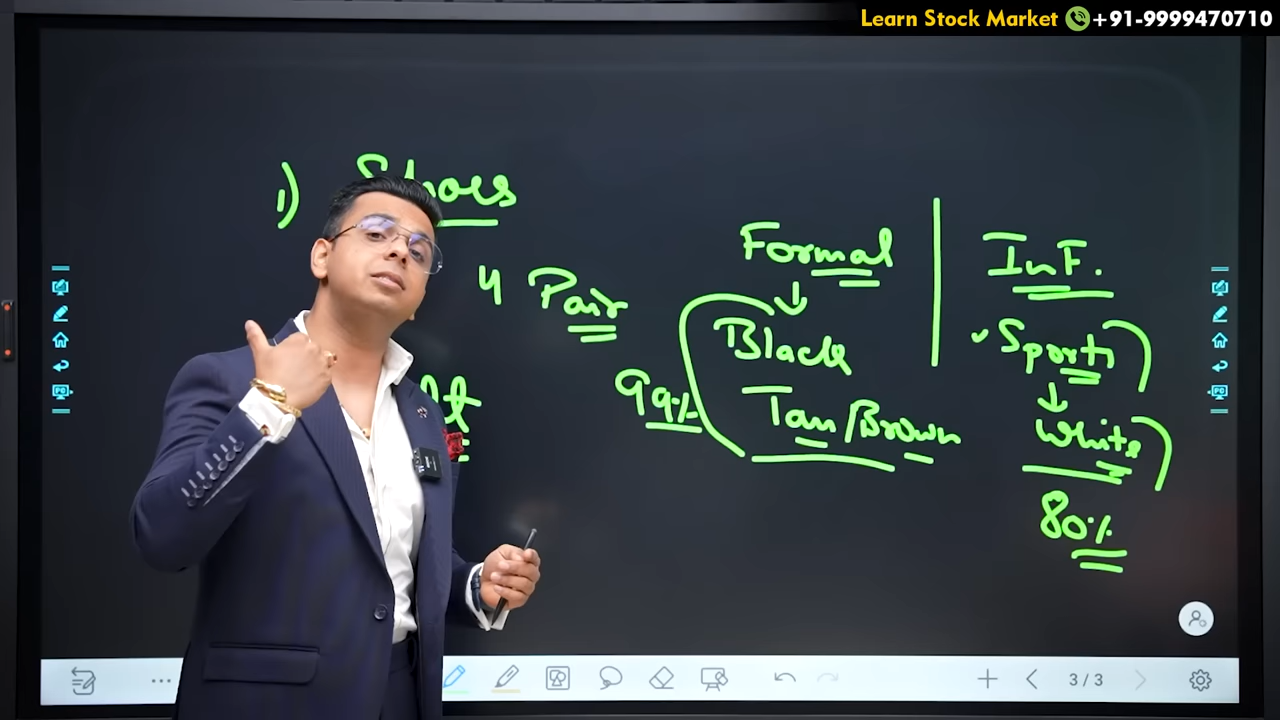 Learn Stock Market +91-9999470710
1) Shoes
4 Pair
Formal
Black
Tan/Brown
99%
InF.
Sports
White
80%
3/3